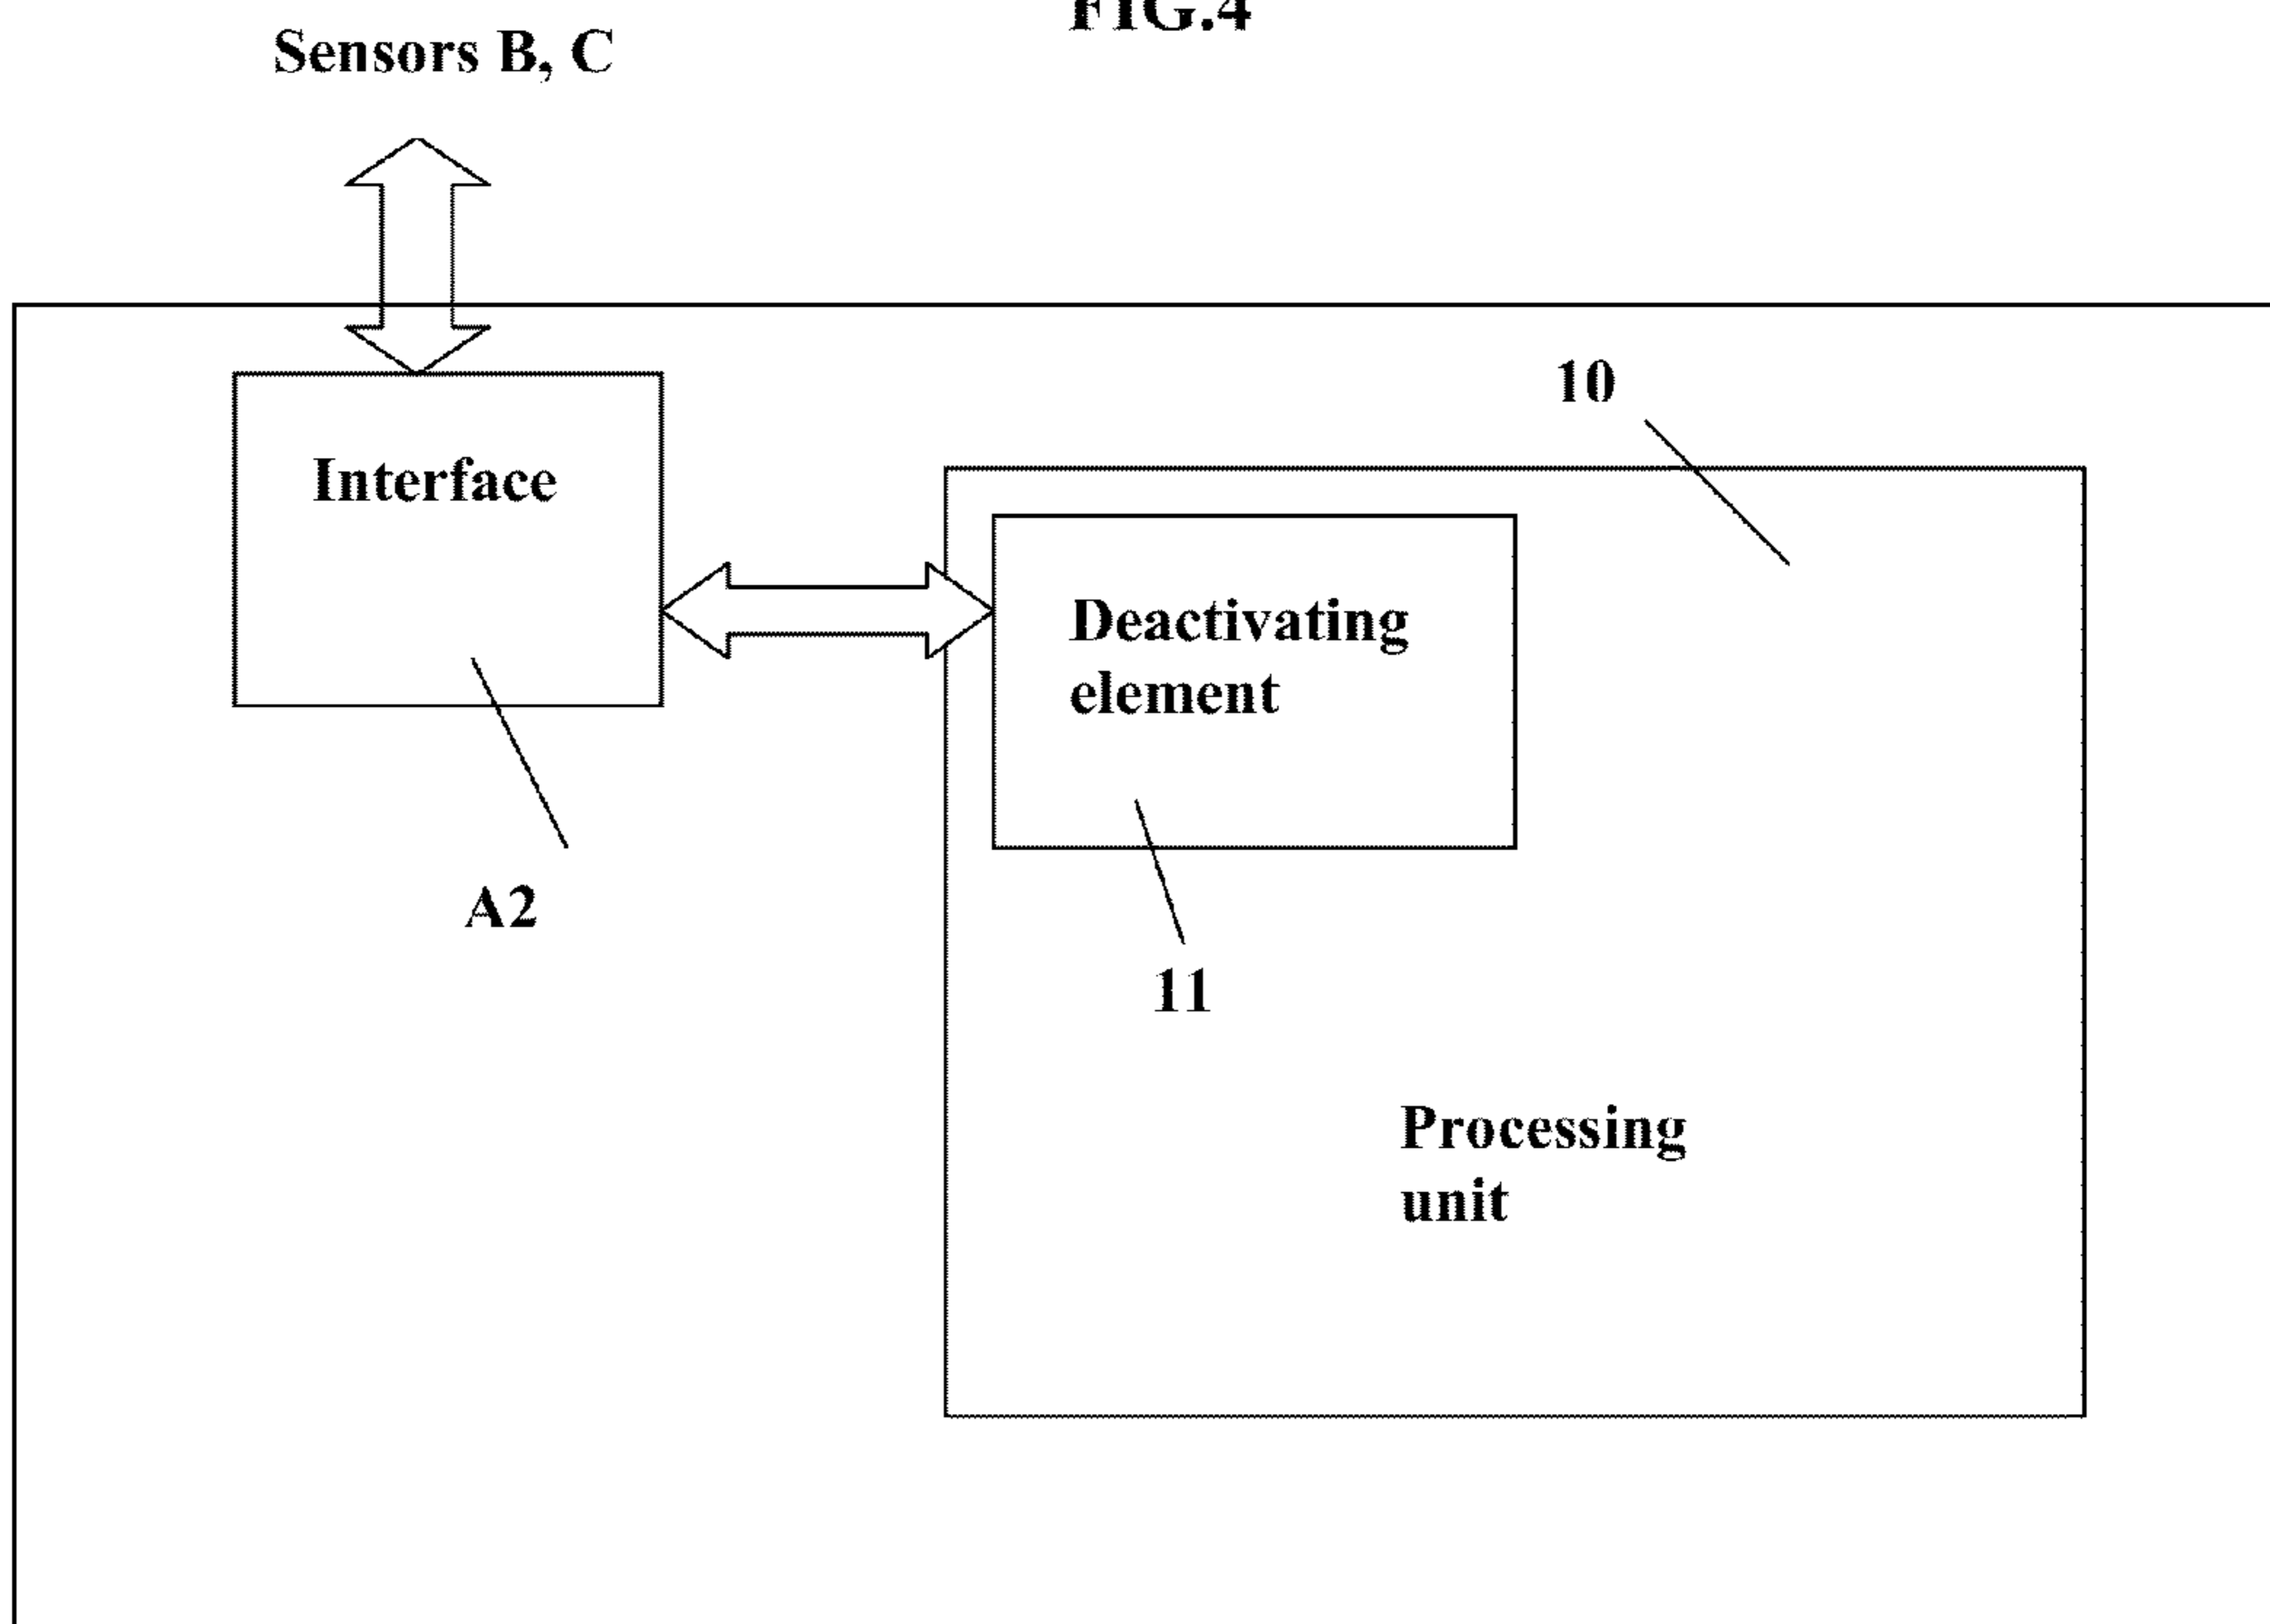 FIG.4
Sensors B, C
10
Interface
Deactivating
element
A2
11
Processing
unit